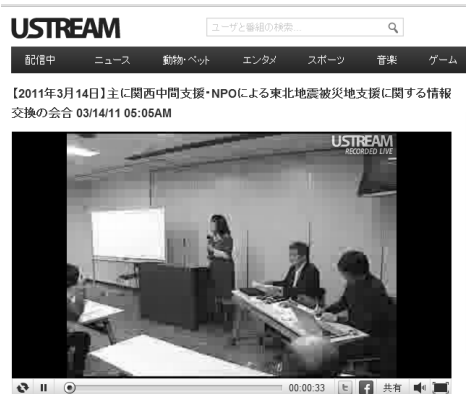 USTREAM
ユーザと番組の検索...
配信中 ニュース 動物・ペット エンタメ スポーツ 音楽 ゲーム
【2011年3月14日】主に関西中間支援・NPOによる東北地震被災地支援に関する情報
交換の会合 03/14/11 05:05AM
USTREAM
RECORDED LIVE
00:00:33 t f 共有